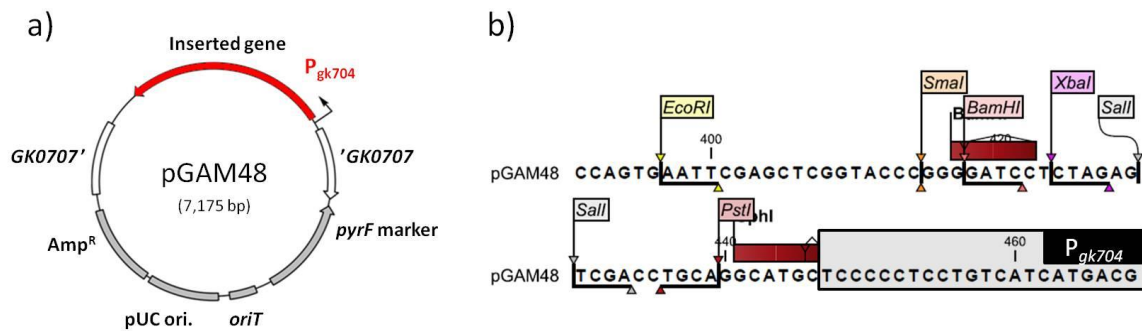 a)
Inserted gene
Pgk704
GK0707'
'GK0707
pGAM48
(7,175 bp)
AmpR
pyrF marker
pUC ori.
oriT
b)
SmaI
XbaI
EcoRI
BamHI
SalI
400
420
pGAM48 CCAGTGAATTCGAGCTCGGTACCCGGGGATCCTCTAGAG
SalI
PstI
phI
440
460
Pgk704
pGAM48 TCGACCTGCAGGCATGCTCCCCCTCCTGTCATCATGACG